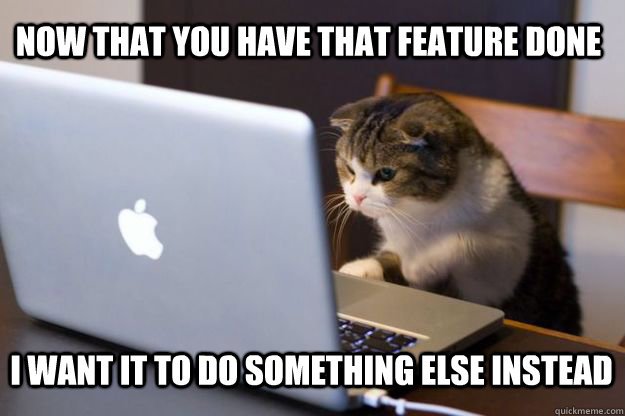 NOW THAT YOU HAVE THAT FEATURE DONE
I WANT IT TO DO SOMETHING ELSE INSTEAD
quickmeme.com